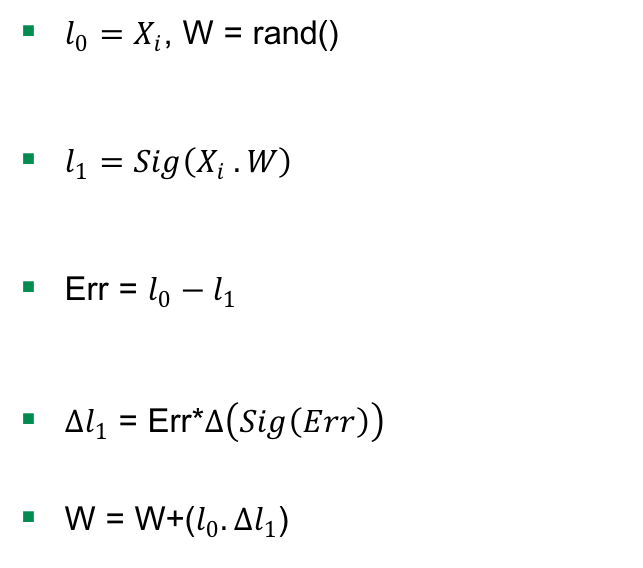 ▪ l₀ = Xᵢ, W = rand()
▪ l₁ = Sig(Xᵢ . W)
▪ Err = l₀ − l₁
▪ Δl₁ = Err*Δ(Sig(Err))
▪ W = W+(l₀. Δl₁)